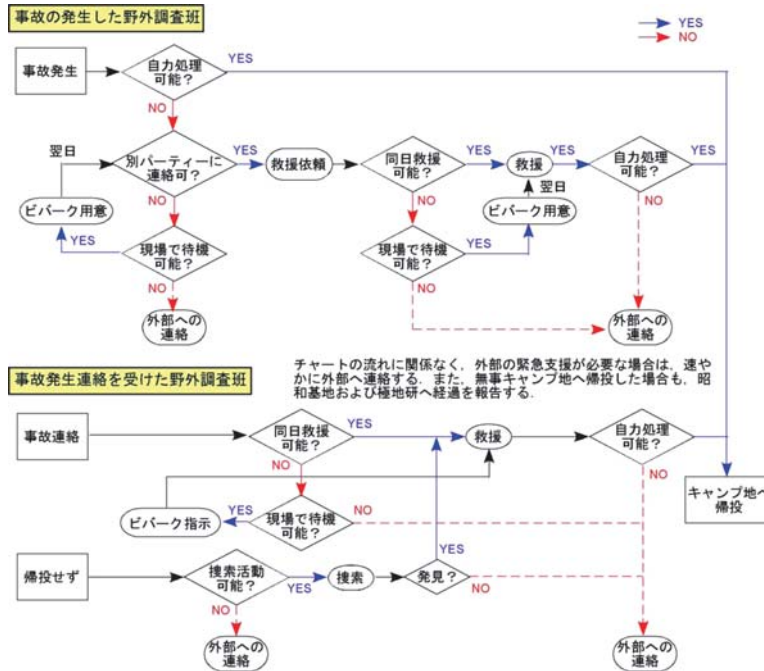 事故の発生した野外調査班
YES
NO
事故発生
自力処理
可能?
YES
NO
翌日
別パーティーに
連絡可?
YES
救援依頼
同日救援
可能?
YES
救援
YES
自力処理
可能?
YES
NO
NO
翌日
NO
ビバーク用意
ビバーク用意
YES
現場で待機
可能?
現場で待機
可能?
YES
NO
NO
外部への
連絡
外部への
連絡
チャートの流れに関係なく，外部の緊急支援が必要な場合は，速や
かに外部へ連絡する．また，無事キャンプ地へ帰投した場合も，昭
和基地および極地研へ経過を報告する．
事故発生連絡を受けた野外調査班
事故連絡
同日救援
可能?
YES
救援
自力処理
可能?
NO
NO
ビバーク指示
YES
現場で待機
可能?
NO
キャンプ地へ
帰投
YES
帰投せず
捜索活動
可能?
YES
捜索
発見?
NO
NO
外部への
連絡
外部への
連絡